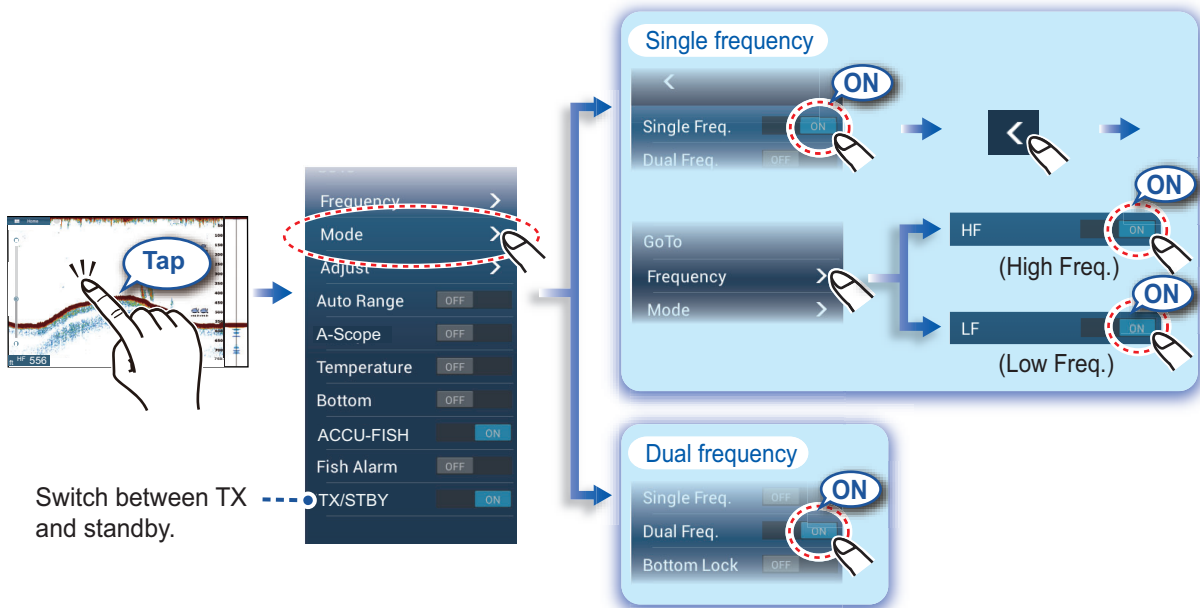 Home
Tap
ft HF 556
Switch between TX
and standby.
GoTo
Frequency
Mode
Adjust
Auto Range OFF
A-Scope OFF
Temperature OFF
Bottom OFF
ACCU-FISH ON
Fish Alarm OFF
TX/STBY ON
Single frequency
ON
Single Freq. ON
Dual Freq. OFF
GoTo
Frequency
Mode
ON
HF ON
(High Freq.)
ON
LF ON
(Low Freq.)
Dual frequency
ON
Single Freq. OFF
Dual Freq. ON
Bottom Lock OFF